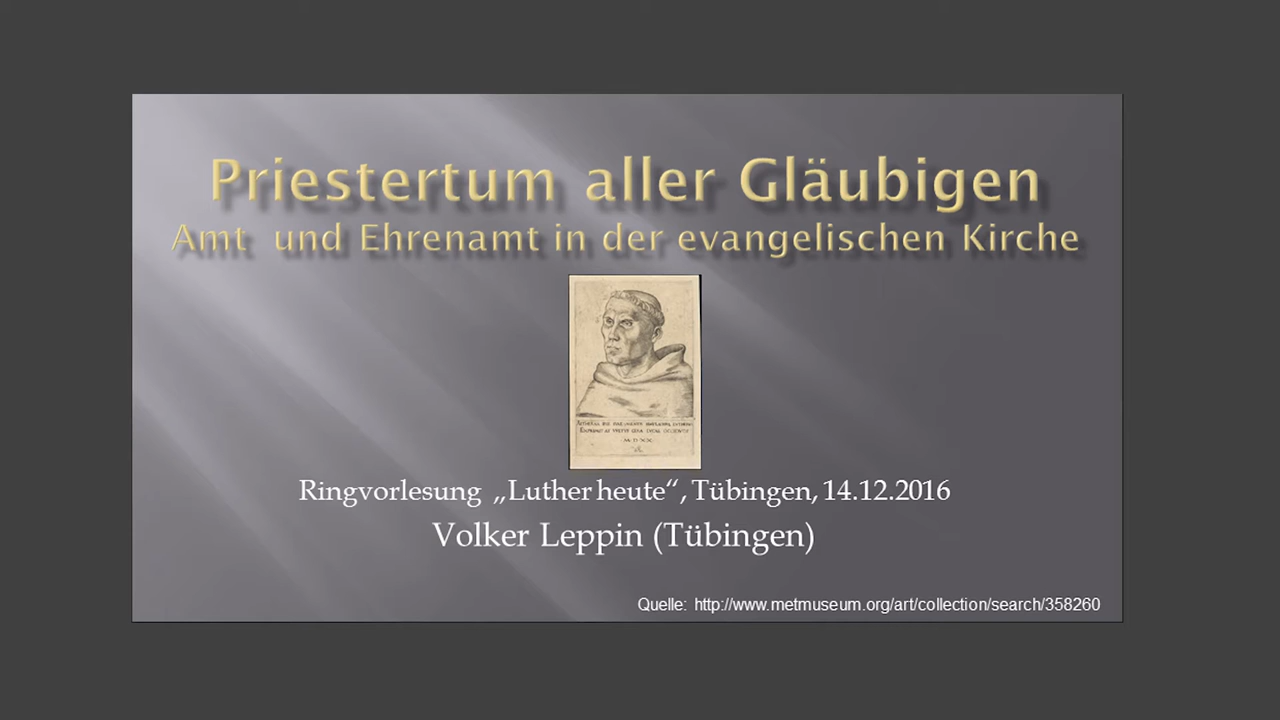 Priestertum aller Gläubigen
Amt und Ehrenamt in der evangelischen Kirche
Ringvorlesung „Luther heute“, Tübingen, 14.12.2016
Volker Leppin (Tübingen)
Quelle: http://www.metmuseum.org/art/collection/search/358260